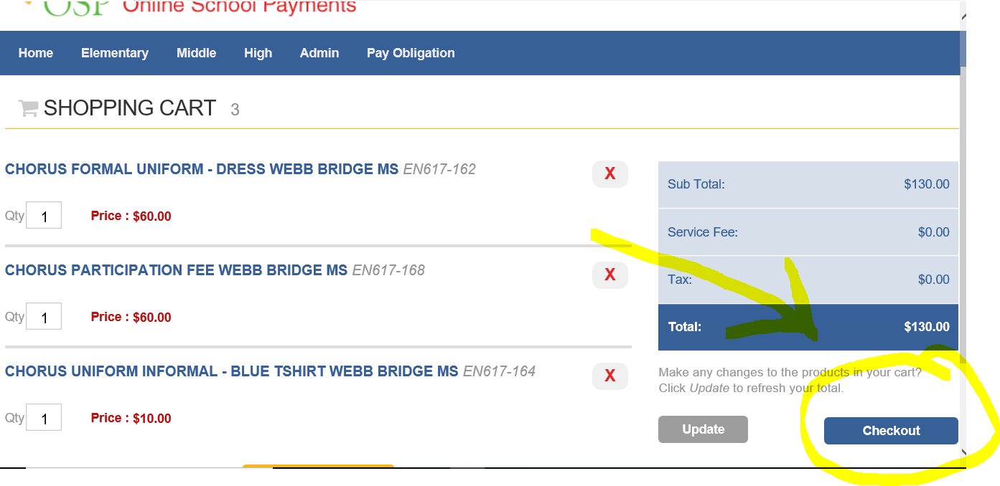 OSP Online School Payments
Home Elementary Middle High Admin Pay Obligation
SHOPPING CART 3
CHORUS FORMAL UNIFORM - DRESS WEBB BRIDGE MS EN617-162
X
Qty 1 Price : $60.00
CHORUS PARTICIPATION FEE WEBB BRIDGE MS EN617-168
X
Qty 1 Price : $60.00
CHORUS UNIFORM INFORMAL - BLUE TSHIRT WEBB BRIDGE MS EN617-164
X
Qty 1 Price : $10.00
Sub Total: $130.00
Service Fee: $0.00
Tax: $0.00
Total: $130.00
Make any changes to the products in your cart?
Click Update to refresh your total.
Update Checkout